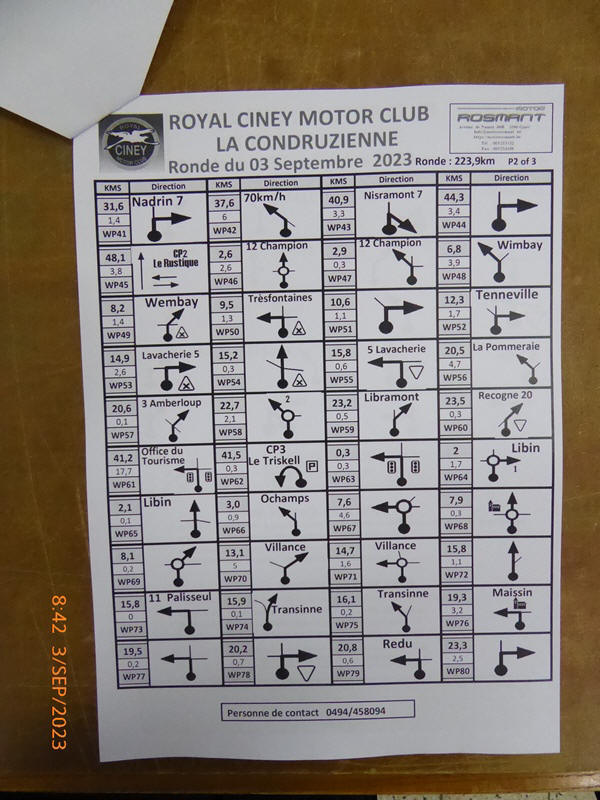 ROYAL CINEY MOTOR CLUB
LA CONDRUZIENNE
Ronde du 03 Septembre 2023 Ronde : 223,9km P2 of 3
ROYAL
CINEY
MOTOR CLUB
MOTOR
ROSMANT
KMS Direction KMS Direction KMS Direction KMS Direction
31,6 Nadrin 7 37,6 70km/h 40,9 Nisramont 7 44,3
1,4 6 3,3 3,4
WP41 WP42 WP43 WP44
48,1 CP2 2,6 12 Champion 2,9 12 Champion 6,8 Wimbay
3,8 Le Rustique 2,6 0,3 3,9
WP45 WP46 WP47 WP48
8,2 Wembay 9,5 Trèsfontaines 10,6 12,3 Tenneville
1,4 1,3 1,1 1,7
WP49 WP50 WP51 WP52
14,9 Lavacherie 5 15,2 15,8 5 Lavacherie 20,5 La Pommeraie
2,6 0,3 0,6 4,7
WP53 WP54 WP55 WP56
20,6 3 Amberloup 22,7 2 23,2 Libramont 23,5 Recogne 20
0,1 2,1 0,5 0,3
WP57 WP58 WP59 WP60
41,2 Office du Tourisme 41,5 CP3 Le Triskell P 0,3 2 Libin
17,7 0,3 0,3 1,7 1
WP61 WP62 WP63 WP64
2,1 Libin 3,0 Ochamps 7,6 7,9
0,1 0,9 4,6 0,3
WP65 WP66 WP67 WP68
8,1 13,1 Villance 14,7 Villance 15,8
0,2 5 1,6 1,1
WP69 WP70 WP71 WP72
15,8 11 Palisseul 15,9 Transinne 16,1 Transinne 19,3 Maissin
0 0,1 0,2 3,2
WP73 WP74 WP75 WP76
19,5 20,2 20,8 Redu 23,3
0,2 0,7 0,6 2,5
WP77 WP78 WP79 WP80
Personne de contact 0494/458094
8:42 3/SEP/2023